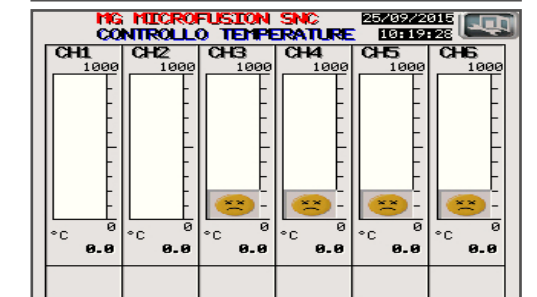 MG MICROFUSION SNC 25/09/2015
CONTROLLO TEMPERATURE 10:19:28
CH1 CH2 CH3 CH4 CH5 CH6
1000 1000 1000 1000 1000 1000
0 0 0 0 0 0
°C °C °C °C °C °C
0.0 0.0 0.0 0.0 0.0 0.0